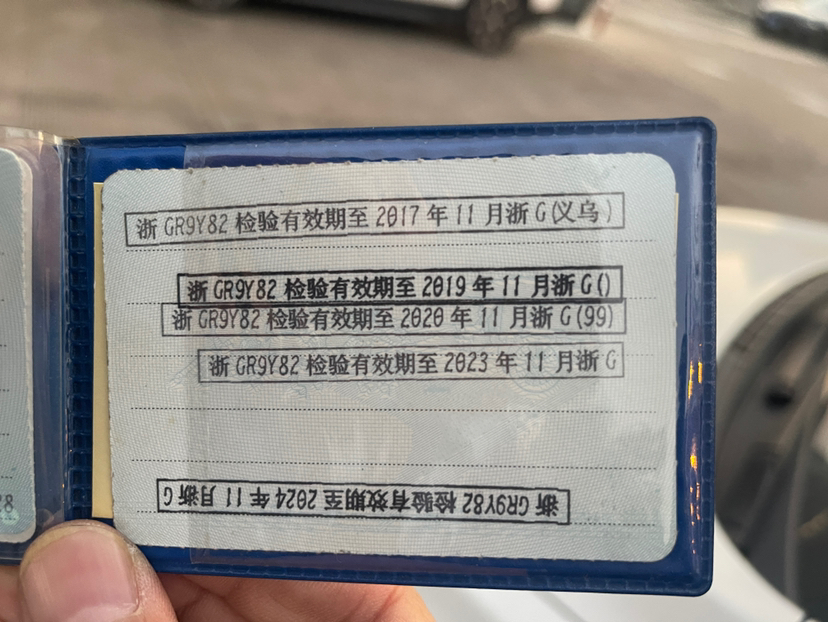 浙 GR9Y82 检验有效期至 2017 年 11 月浙 G(义乌)
浙 GR9Y82 检验有效期至 2019 年 11 月浙 G()
浙 GR9Y82 检验有效期至 2020 年 11 月浙 G(99)
浙 GR9Y82 检验有效期至 2023 年 11 月浙 G
浙 GR9Y82 检验有效期至 2024 年 11 月浙 G